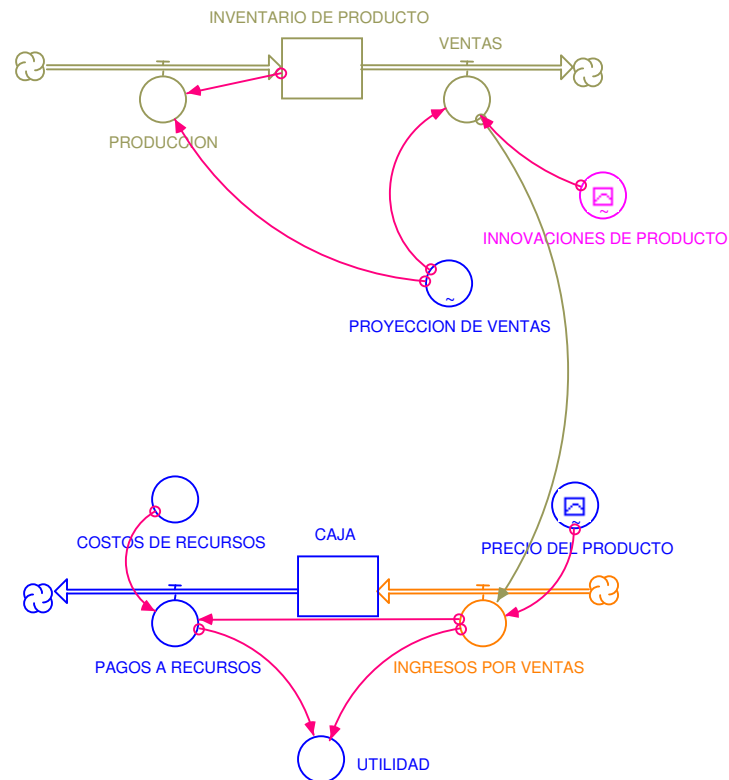 INVENTARIO DE PRODUCTO
VENTAS
PRODUCCION
INNOVACIONES DE PRODUCTO
~
~
PROYECCION DE VENTAS
~
COSTOS DE RECURSOS
CAJA
PRECIO DEL PRODUCTO
PAGOS A RECURSOS
INGRESOS POR VENTAS
UTILIDAD